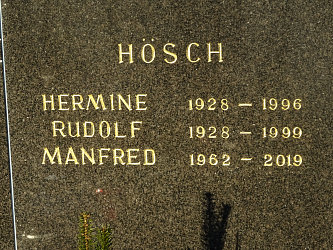 HÖSCH
HERMINE 1928 – 1996
RUDOLF 1928 – 1999
MANFRED 1962 – 2019